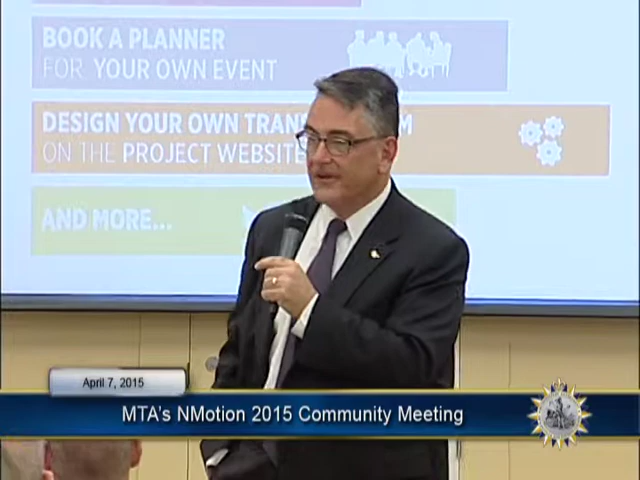 BOOK A PLANNER
FOR YOUR OWN EVENT
DESIGN YOUR OWN TRAN M
ON THE PROJECT WEBSITE
AND MORE...
April 7, 2015
MTA's NMotion 2015 Community Meeting